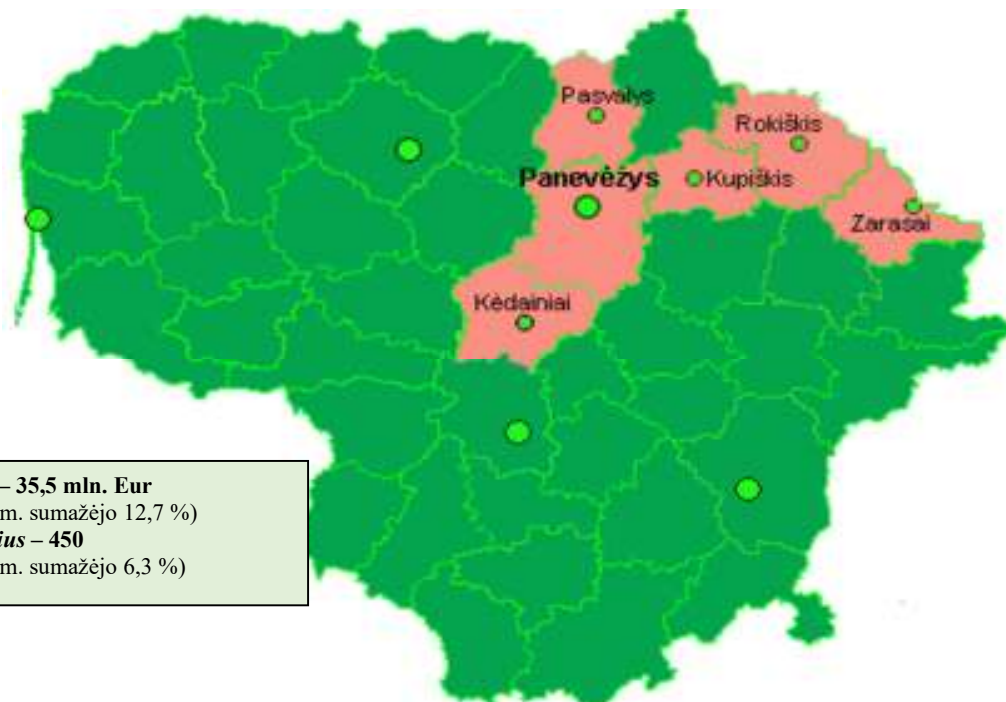 Pasvalys
Rokiškis
Panevėžys
Kupiškis
Zarasai
Kėdainiai
– 35,5 mln. Eur
m. sumažėjo 12,7 %)
ius – 450
m. sumažėjo 6,3 %)